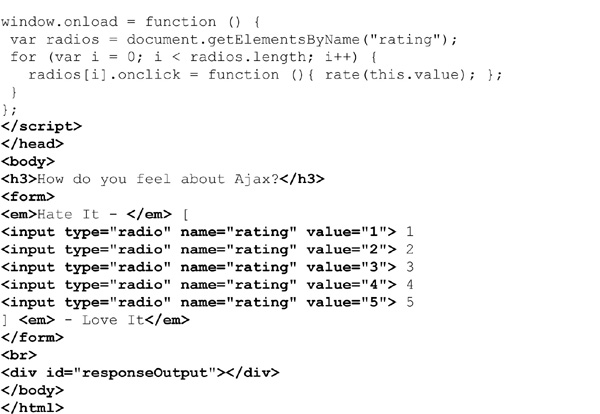 window.onload = function () {
var radios = document.getElementsByName("rating");
for (var i = 0; i < radios.length; i++) {
radios[i].onclick = function (){ rate(this.value); };
}
};
</script>
</head>
<body>
<h3>How do you feel about Ajax?</h3>
<form>
<em>Hate It - </em> [
<input type="radio" name="rating" value="1"> 1
<input type="radio" name="rating" value="2"> 2
<input type="radio" name="rating" value="3"> 3
<input type="radio" name="rating" value="4"> 4
<input type="radio" name="rating" value="5"> 5
] <em> - Love It</em>
</form>
<br>
<div id="responseOutput"></div>
</body>
</html>